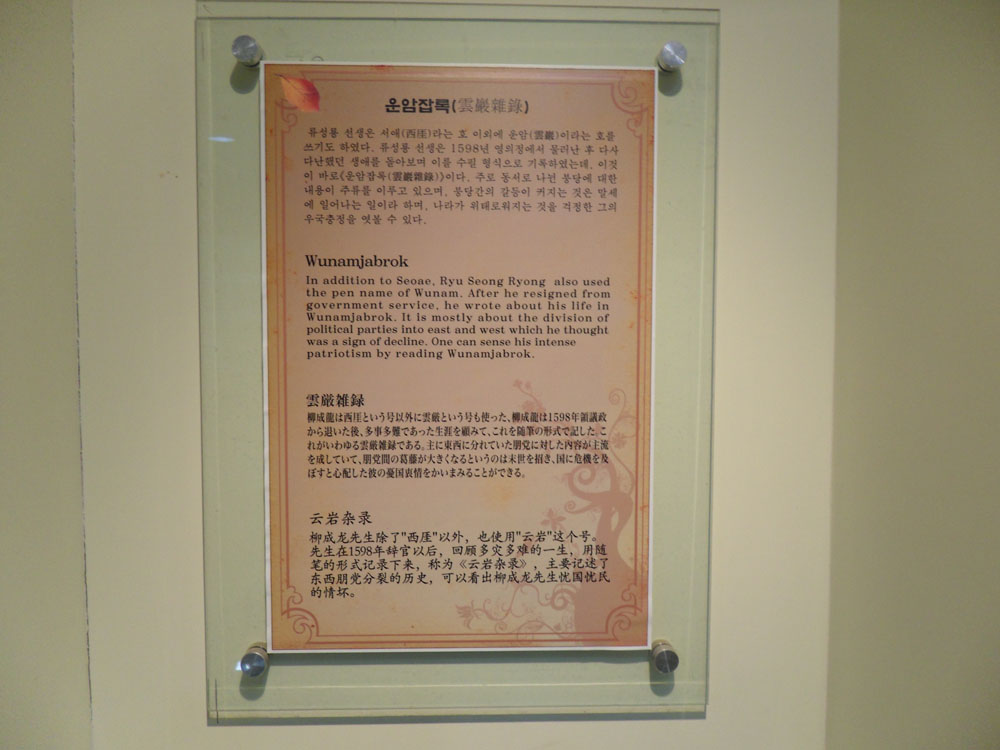 운암잡록(雲巖雜錄)
류성룡 선생은 서애(西厓)라는 호 이외에 운암(雲巖)이라는 호를
쓰기도 하였다. 류성룡 선생은 1598년 영의정에서 물러난 후 다사
다난했던 생애를 돌아보며 이를 수필 형식으로 기록하였는데, 이것
이 바로《운암잡록(雲巖雜錄)》이다. 주로 동서로 나뉜 붕당에 대한
내용이 주류를 이루고 있으며, 붕당간의 갈등이 커지는 것은 말세
에 일어나는 일이라 하며, 나라가 위태로워지는 것을 걱정한 그의
우국충정을 엿볼 수 있다.
Wunamjabrok
In addition to Seoae, Ryu Seong Ryong also used
the pen name of Wunam. After he resigned from
government service, he wrote about his life in
Wunamjabrok. It is mostly about the division of
political parties into east and west which he thought
was a sign of decline. One can sense his intense
patriotism by reading Wunamjabrok.
雲厳雑録
柳成龍は西厓という号以外に雲厳という号も使った、柳成龍は1598年領議政
から退いた後、多事多難であった生涯を顧みて、これを随筆の形式で記した、こ
れがいわゆる雲厳雑録である。主に東西に分れていた朋党に対した内容が主流
を成していて、朋党間の葛藤が大きくなるというのは末世を招き、国に危機を及
ぼすと心配した彼の憂国衷情をかいまみることができる。
云岩杂录
柳成龙先生除了"西厓"以外，也使用"云岩"这个号。
先生在1598年辞官以后，回顾多灾多难的一生，用随
笔的形式记录下来，称为《云岩杂录》，主要记述了
东西朋党分裂的历史，可以看出柳成龙先生忧国忧民
的情坏。